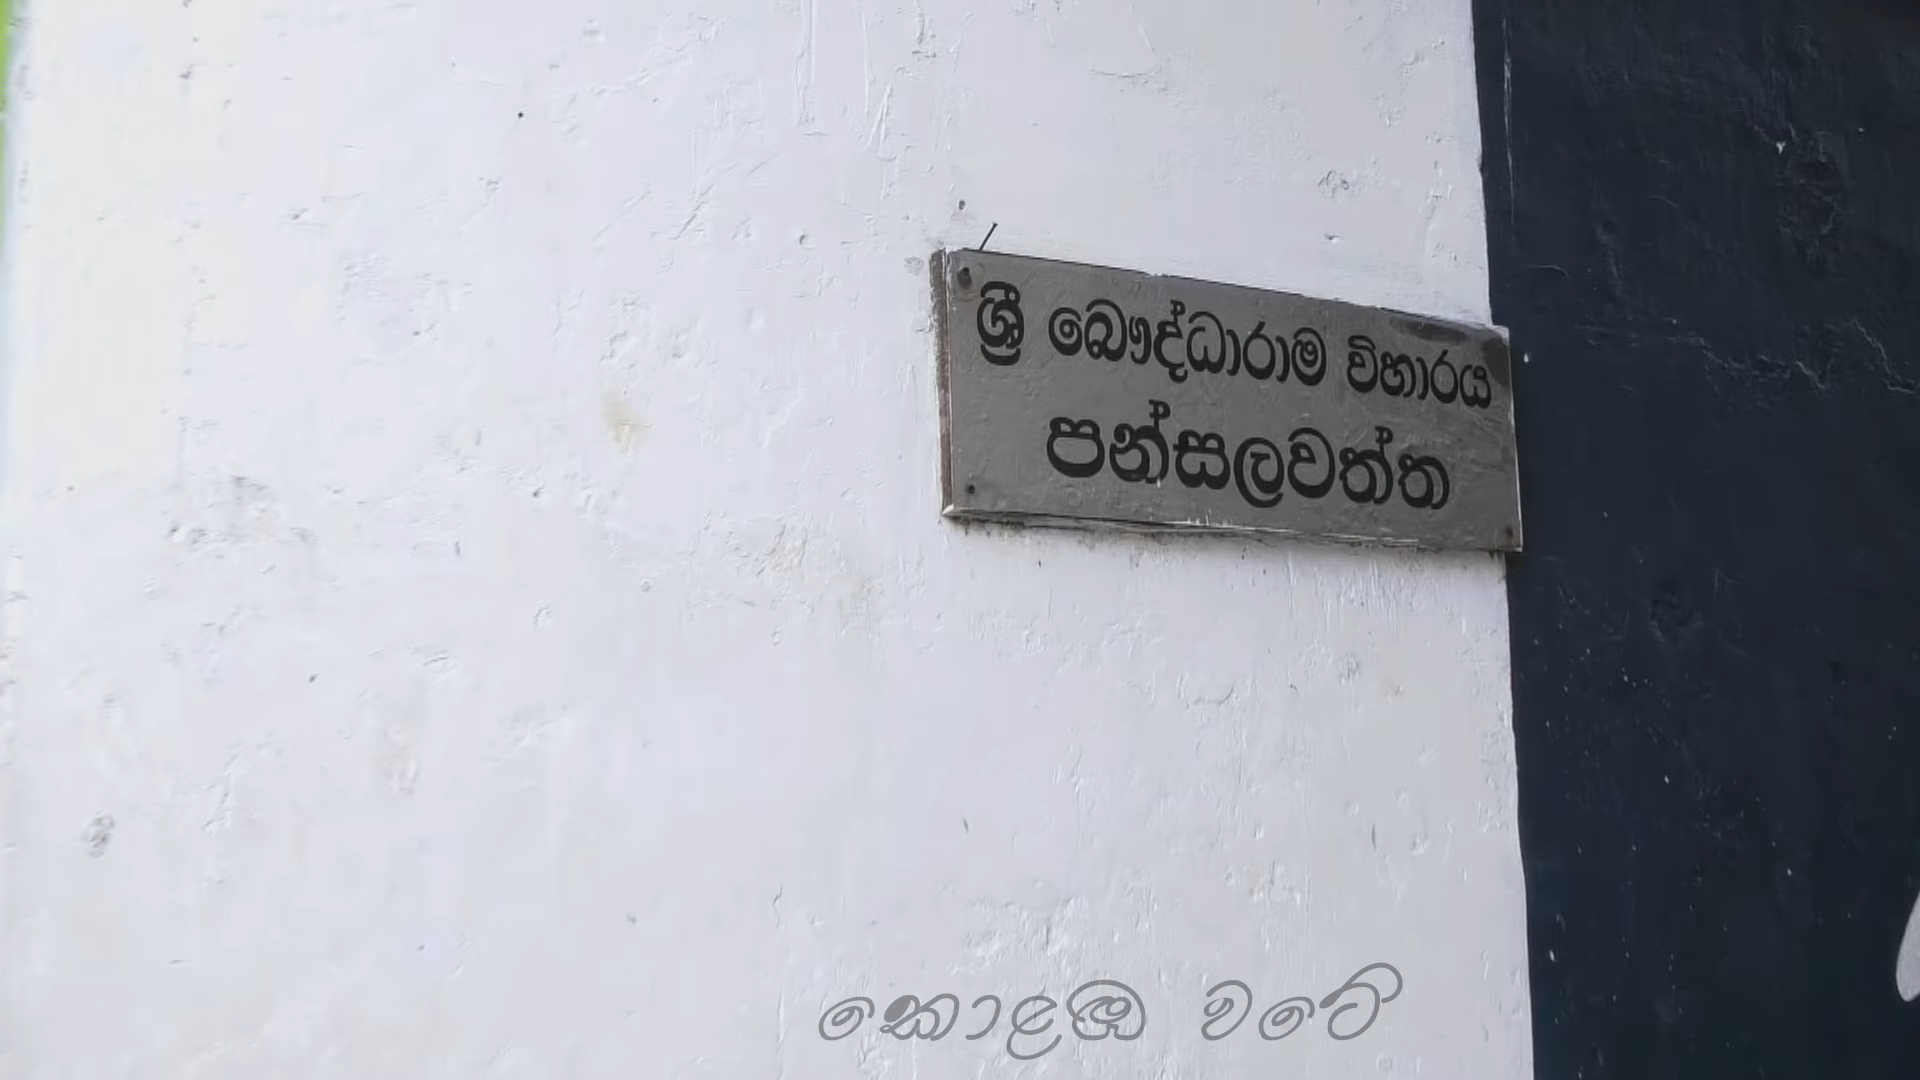 ශ්‍රී බෞද්ධාරාම විහාරය
පන්සලවත්ත
කොළඹ වටේ